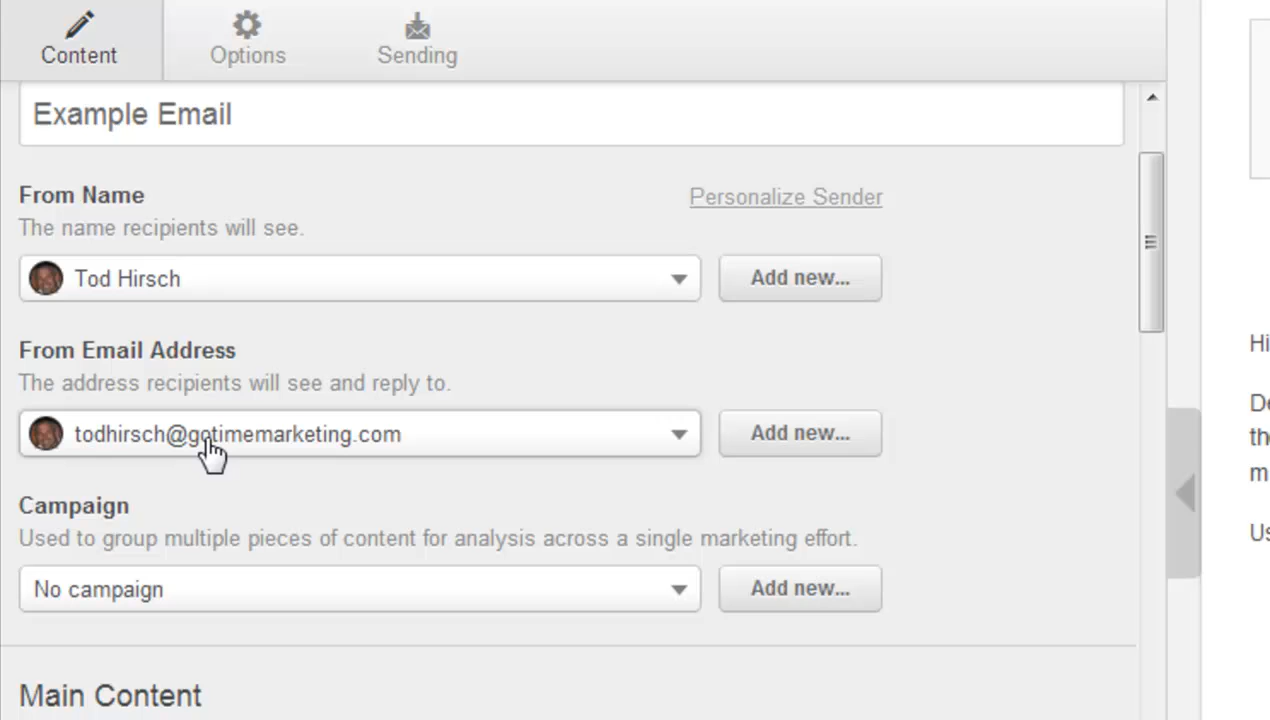 Content
Options
Sending
Example Email
From Name
Personalize Sender
The name recipients will see.
Tod Hirsch
Add new...
From Email Address
The address recipients will see and reply to.
todhirsch@gotimemarketing.com
Add new...
Campaign
Used to group multiple pieces of content for analysis across a single marketing effort.
No campaign
Add new...
Main Content
Hi